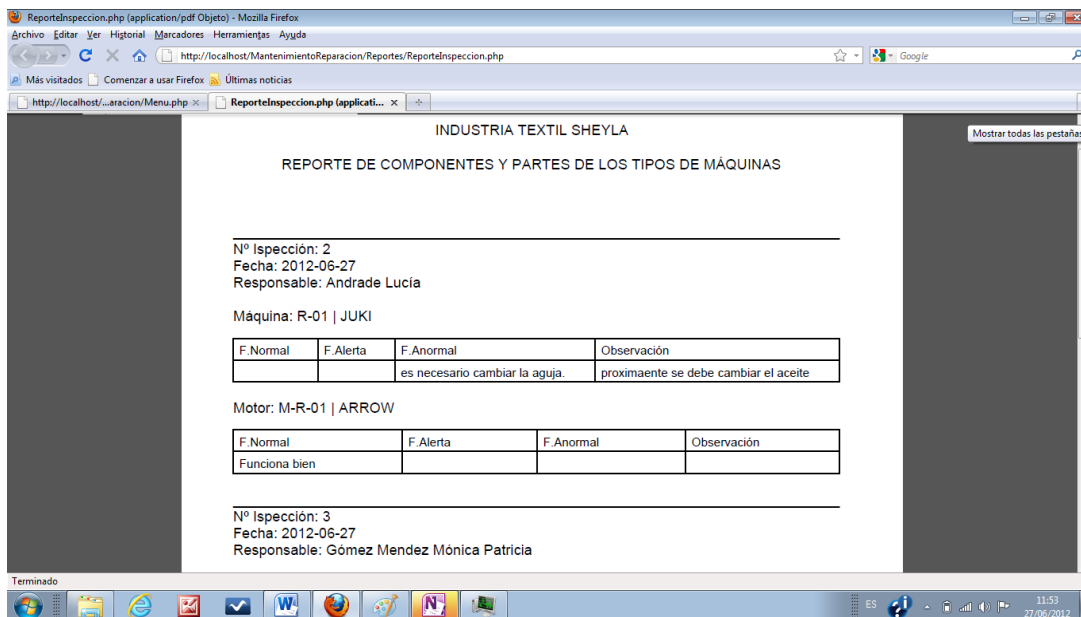 ReporteInspeccion.php (application/pdf Objeto) - Mozilla Firefox
Archivo Editar Ver Historial Marcadores Herramientas Ayuda
http://localhost/MantenimientoReparacion/Reportes/ReporteInspeccion.php
Google
Más visitados Comenzar a usar Firefox Últimas noticias
http://localhost/...aracion/Menu.php ReporteInspeccion.php (applicati...
Mostrar todas las pestañas
INDUSTRIA TEXTIL SHEYLA
REPORTE DE COMPONENTES Y PARTES DE LOS TIPOS DE MÁQUINAS
Nº Ispección: 2
Fecha: 2012-06-27
Responsable: Andrade Lucía
Máquina: R-01 | JUKI
F.Normal F.Alerta F.Anormal Observación
es necesario cambiar la aguja. proximaente se debe cambiar el aceite
Motor: M-R-01 | ARROW
F.Normal F.Alerta F.Anormal Observación
Funciona bien
Nº Ispección: 3
Fecha: 2012-06-27
Responsable: Gómez Mendez Mónica Patricia
Terminado
ES 11:53
27/06/2012